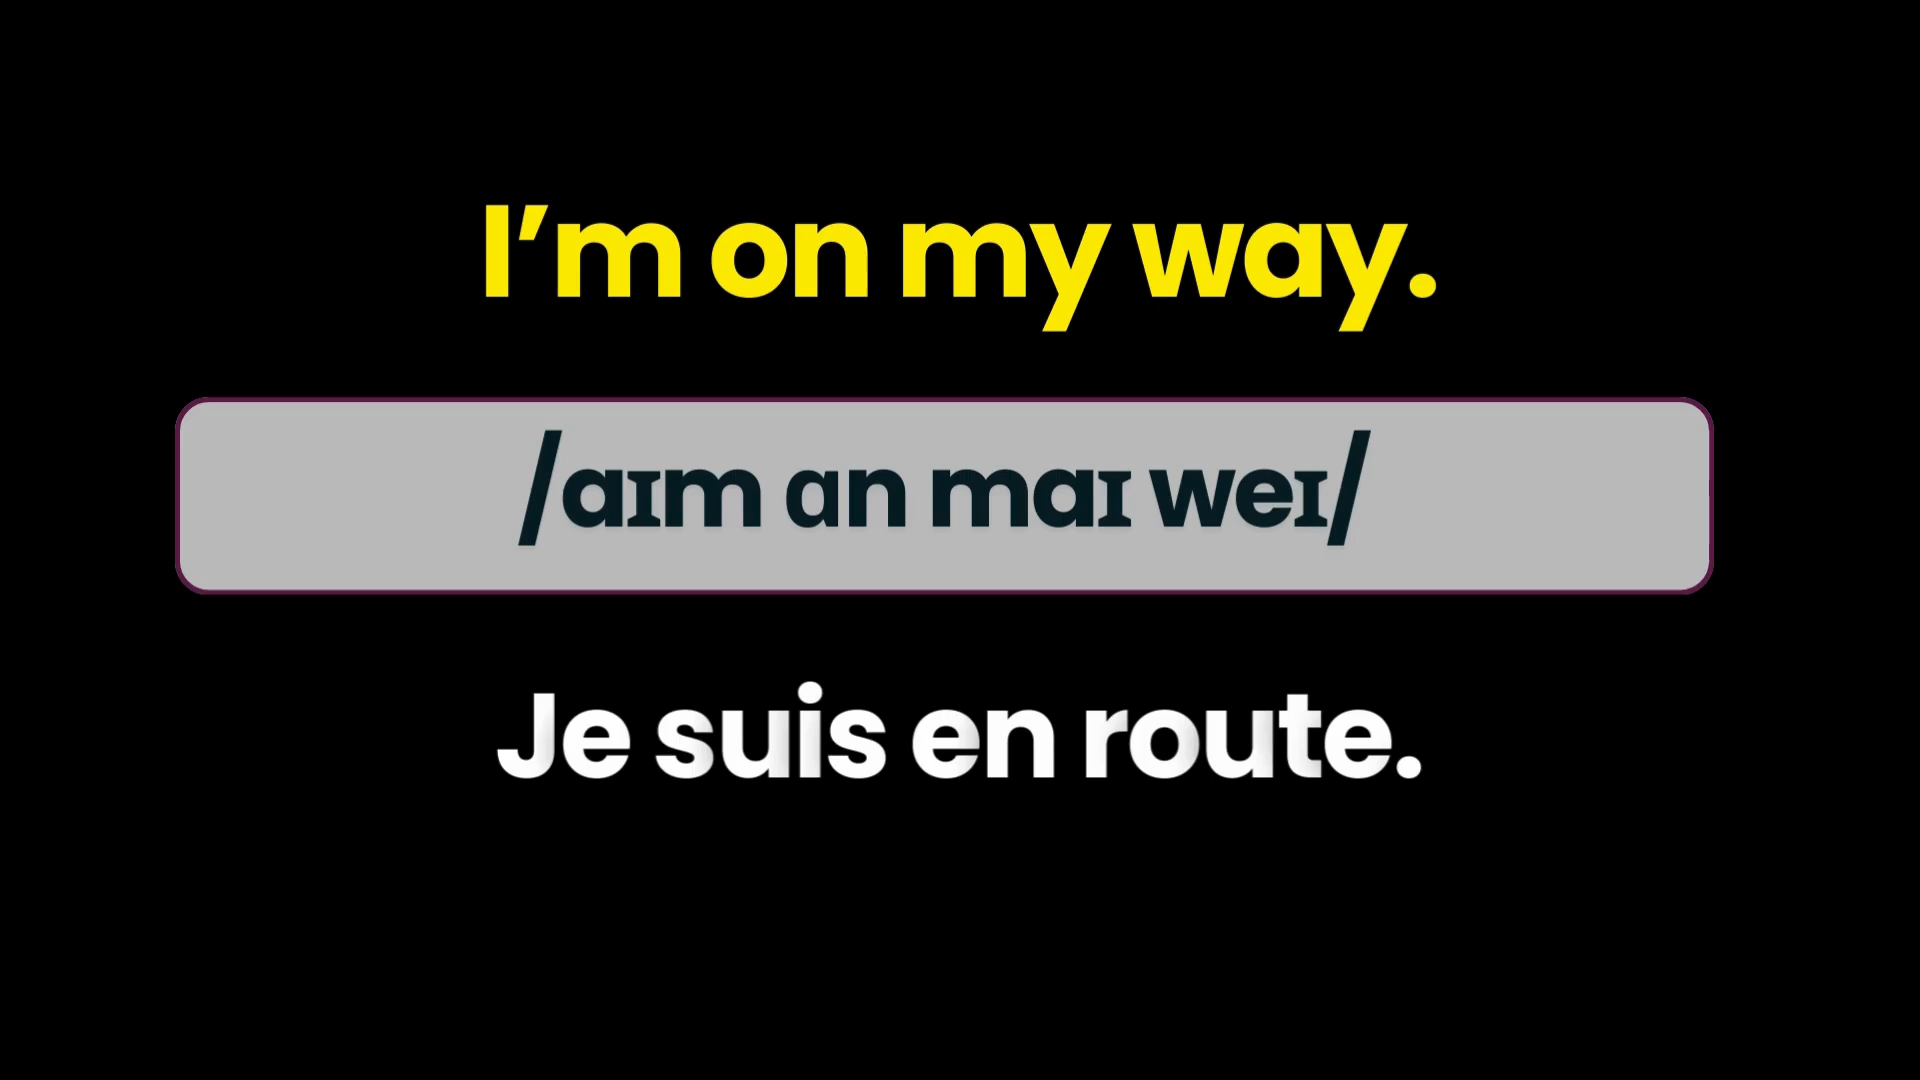 I’m on my way.
/aɪm ɑn maɪ weɪ/
Je suis en route.